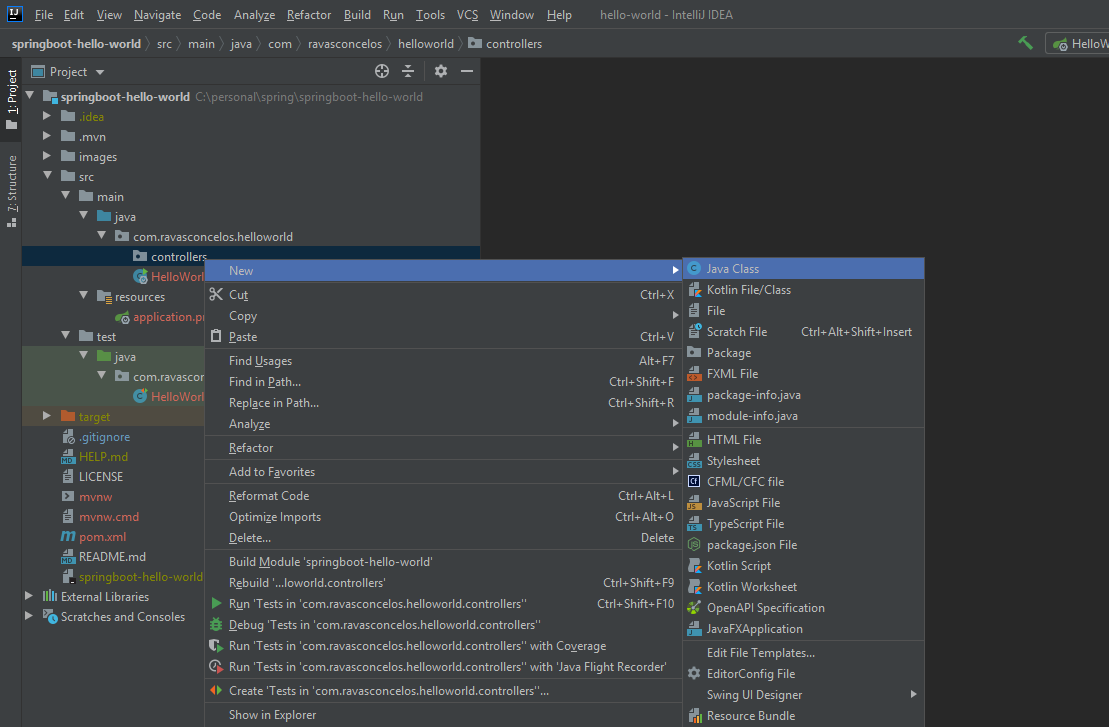 File Edit View Navigate Code Analyze Refactor Build Run Tools VCS Window Help hello-world - IntelliJ IDEA
springboot-hello-world src main java com ravasconcelos helloworld controllers HelloW
1: Project
7: Structure
Project
springboot-hello-world C:\personal\spring\springboot-hello-world
.idea
.mvn
images
src
main
java
com.ravasconcelos.helloworld
controllers
HelloWorl
resources
application.pr
test
java
com.ravascor
HelloWorl
target
.gitignore
HELP.md
LICENSE
mvnw
mvnw.cmd
pom.xml
README.md
springboot-hello-world
External Libraries
Scratches and Consoles
New
Cut Ctrl+X
Copy
Paste Ctrl+V
Find Usages Alt+F7
Find in Path... Ctrl+Shift+F
Replace in Path... Ctrl+Shift+R
Analyze
Refactor
Add to Favorites
Reformat Code Ctrl+Alt+L
Optimize Imports Ctrl+Alt+O
Delete... Delete
Build Module 'springboot-hello-world'
Rebuild '...loworld.controllers' Ctrl+Shift+F9
Run 'Tests in 'com.ravasconcelos.helloworld.controllers'' Ctrl+Shift+F10
Debug 'Tests in 'com.ravasconcelos.helloworld.controllers''
Run 'Tests in 'com.ravasconcelos.helloworld.controllers'' with Coverage
Run 'Tests in 'com.ravasconcelos.helloworld.controllers'' with 'Java Flight Recorder'
Create 'Tests in 'com.ravasconcelos.helloworld.controllers''...
Show in Explorer
Java Class
Kotlin File/Class
File
Scratch File Ctrl+Alt+Shift+Insert
Package
FXML File
package-info.java
module-info.java
HTML File
Stylesheet
CFML/CFC file
JavaScript File
TypeScript File
package.json File
Kotlin Script
Kotlin Worksheet
OpenAPI Specification
JavaFXApplication
Edit File Templates...
EditorConfig File
Swing UI Designer
Resource Bundle